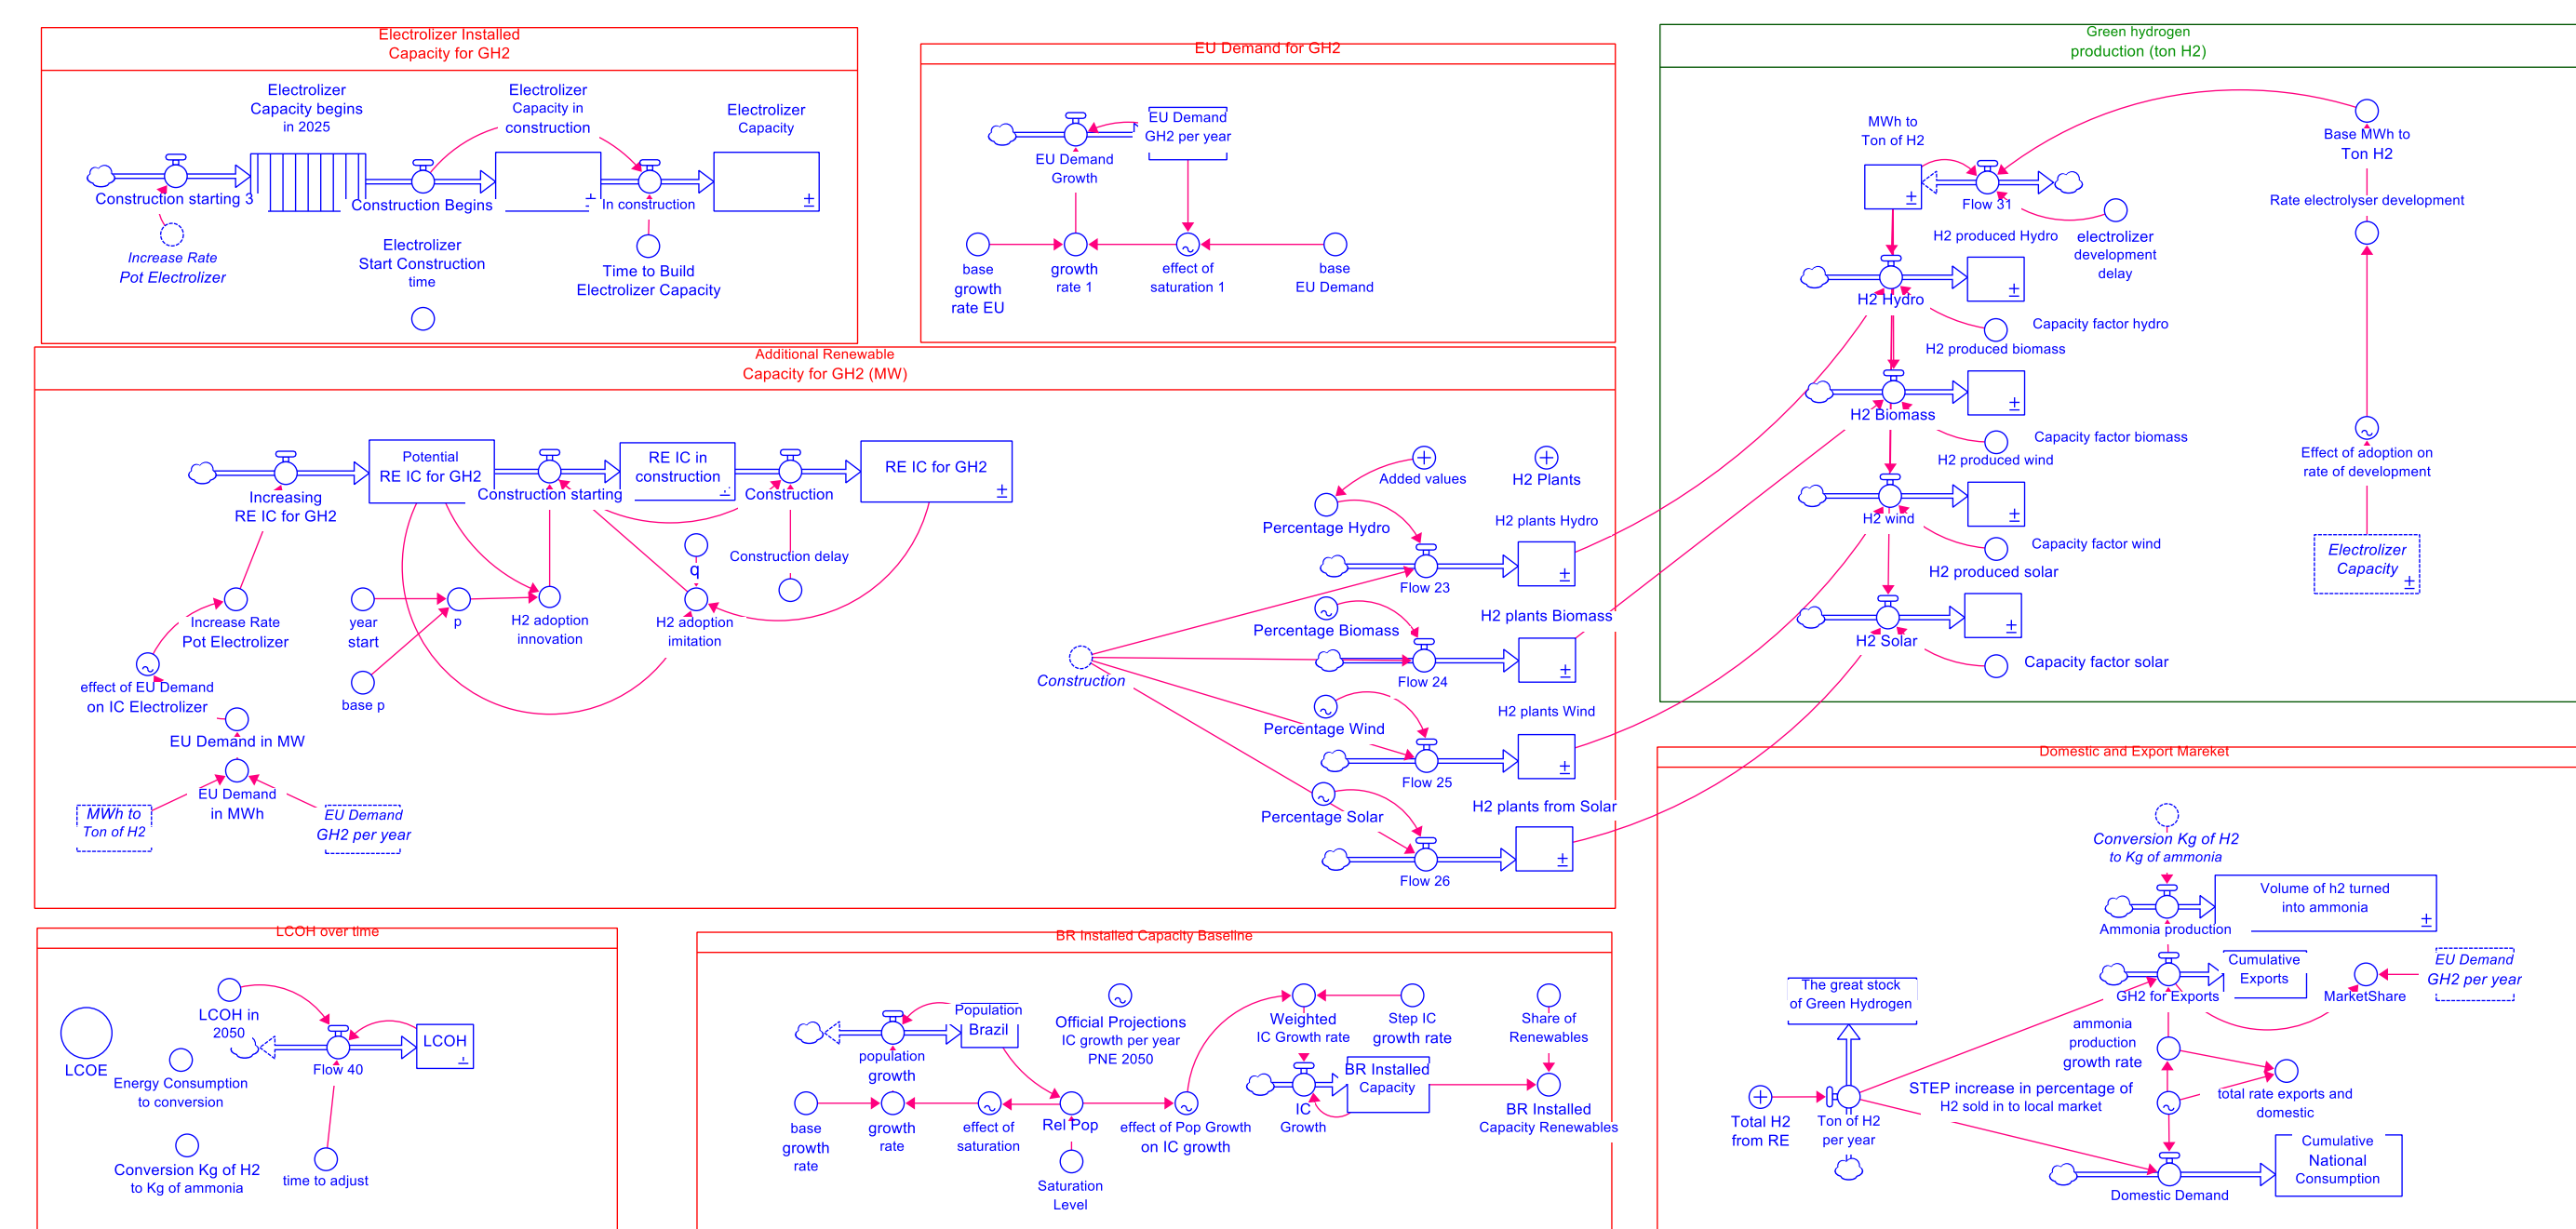 Electrolizer Installed
Capacity for GH2
Electrolizer
Capacity begins
in 2025
Electrolizer
Capacity in
construction
Electrolizer
Capacity
Construction starting 3
Construction Begins
In construction
Increase Rate
Pot Electrolizer
Electrolizer
Start Construction
time
Time to Build
Electrolizer Capacity
EU Demand for GH2
EU Demand
GH2 per year
EU Demand
Growth
base
growth
rate EU
growth
rate 1
effect of
saturation 1
base
EU Demand
Green hydrogen
production (ton H2)
MWh to
Ton of H2
Base MWh to
Ton H2
Flow 31
Rate electrolyser development
H2 produced Hydro
electrolizer
development
delay
H2 Hydro
Capacity factor hydro
H2 produced biomass
H2 Biomass
Capacity factor biomass
H2 produced wind
Effect of adoption on
rate of development
H2 wind
Capacity factor wind
H2 produced solar
Electrolizer
Capacity
H2 Solar
Capacity factor solar
Additional Renewable
Capacity for GH2 (MW)
Potential
RE IC for GH2
RE IC in
construction
RE IC for GH2
Increasing
RE IC for GH2
Construction starting
Construction
q
Construction delay
Increase Rate
Pot Electrolizer
year
start
p
H2 adoption
innovation
H2 adoption
imitation
effect of EU Demand
on IC Electrolizer
base p
EU Demand in MW
EU Demand
in MWh
MWh to
Ton of H2
EU Demand
GH2 per year
Added values
H2 Plants
Percentage Hydro
H2 plants Hydro
Flow 23
Percentage Biomass
H2 plants Biomass
Construction
Flow 24
Percentage Wind
H2 plants Wind
Flow 25
Percentage Solar
H2 plants from Solar
Flow 26
LCOH over time
LCOH in
2050
LCOH
LCOE
Flow 40
Energy Consumption
to conversion
Conversion Kg of H2
to Kg of ammonia
time to adjust
BR Installed Capacity Baseline
Population
Brazil
population
growth
Official Projections
IC growth per year
PNE 2050
Weighted
IC Growth rate
Step IC
growth rate
Share of
Renewables
BR Installed
Capacity
IC
Growth
BR Installed
Capacity Renewables
base
growth
rate
growth
rate
effect of
saturation
Rel Pop
effect of Pop Growth
on IC growth
Saturation
Level
Domestic and Export Mareket
Conversion Kg of H2
to Kg of ammonia
Volume of h2 turned
into ammonia
Ammonia production
Cumulative
Exports
EU Demand
GH2 per year
GH2 for Exports
MarketShare
The great stock
of Green Hydrogen
ammonia
production
growth rate
STEP increase in percentage of
H2 sold in to local market
total rate exports and
domestic
Total H2
from RE
Ton of H2
per year
Cumulative
National
Consumption
Domestic Demand